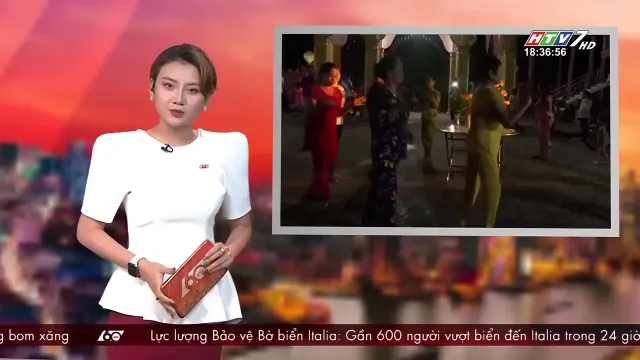 HTV7 HD
18:36:56
g bom xăng 60 Lực lượng Bảo vệ Bờ biển Italia: Gần 600 người vượt biển đến Italia trong 24 giờ